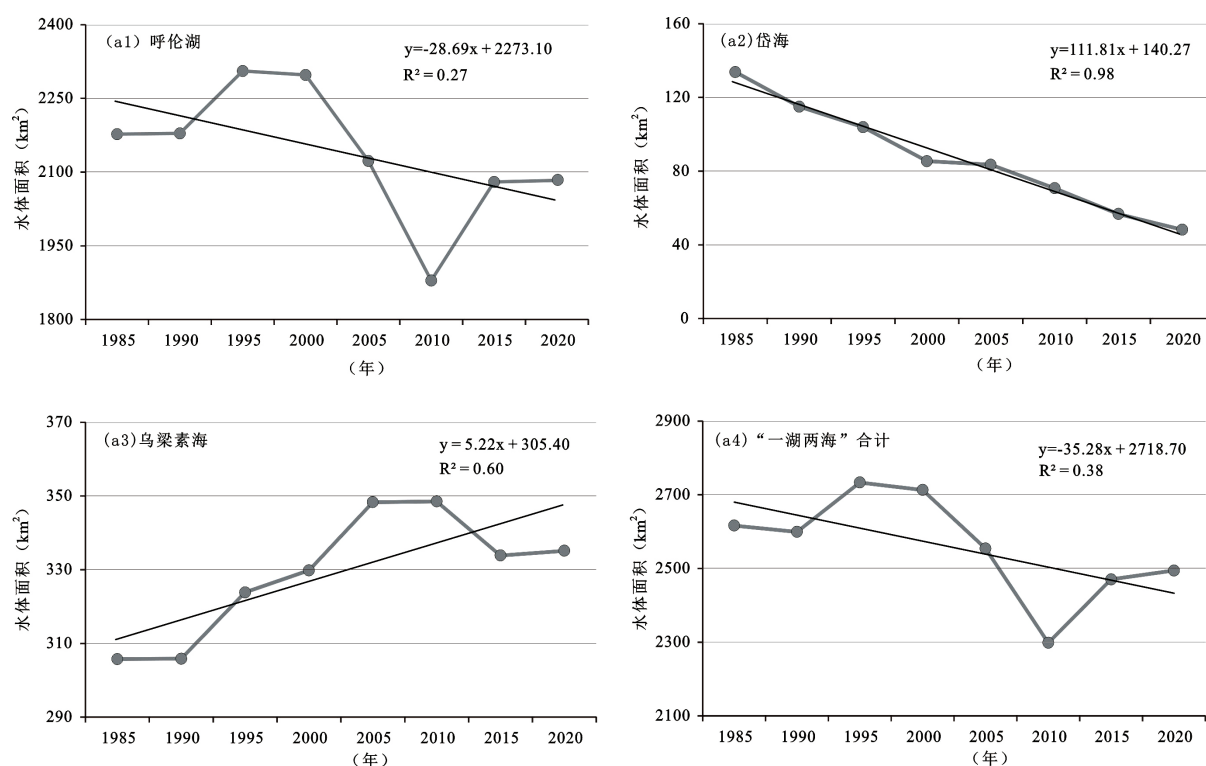 (a1) 呼伦湖
y=-28.69x+2273.10
R²=0.27
水体面积（km²）
2400
2250
2100
1950
1800
1985 1990 1995 2000 2005 2010 2015 2020
（年）
(a2)岱海
y=111.81x+140.27
R²=0.98
水体面积（km²）
160
120
80
40
0
1985 1990 1995 2000 2005 2010 2015 2020
（年）
(a3)乌梁素海
y = 5.22x+305.40
R²=0.60
水体面积（km²）
370
350
330
310
290
1985 1990 1995 2000 2005 2010 2015 2020
（年）
(a4)“一湖两海”合计
y=-35.28x+2718.70
R²=0.38
水体面积（km²）
2900
2700
2500
2300
2100
1985 1990 1995 2000 2005 2010 2015 2020
（年）